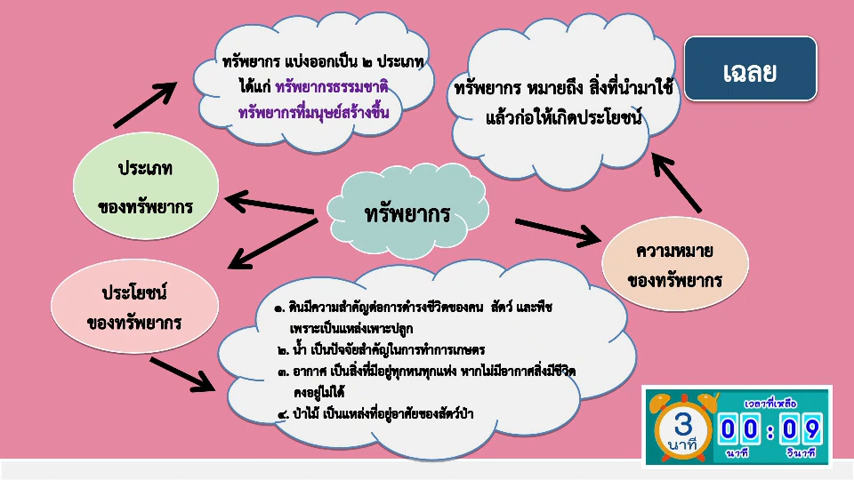 ทรัพยากร แบ่งออกเป็น ๒ ประเภท
ได้แก่ ทรัพยากรธรรมชาติ
ทรัพยากรที่มนุษย์สร้างขึ้น
ทรัพยากร หมายถึง สิ่งที่นำมาใช้
แล้วก่อให้เกิดประโยชน์
เฉลย
ประเภท
ของทรัพยากร
ทรัพยากร
ความหมาย
ของทรัพยากร
ประโยชน์
ของทรัพยากร
๑. ดินมีความสำคัญต่อการดำรงชีวิตของคน สัตว์ และพืช
เพราะเป็นแหล่งเพาะปลูก
๒. น้ำ เป็นปัจจัยสำคัญในการทำการเกษตร
๓. อากาศ เป็นสิ่งที่มีอยู่ทุกหนทุกแห่ง หากไม่มีอากาศสิ่งมีชีวิต
คงอยู่ไม่ได้
๔. ป่าไม้ เป็นแหล่งที่อยู่อาศัยของสัตว์ป่า
3
นาที
เวลาที่เหลือ
00:09
นาที วินาที